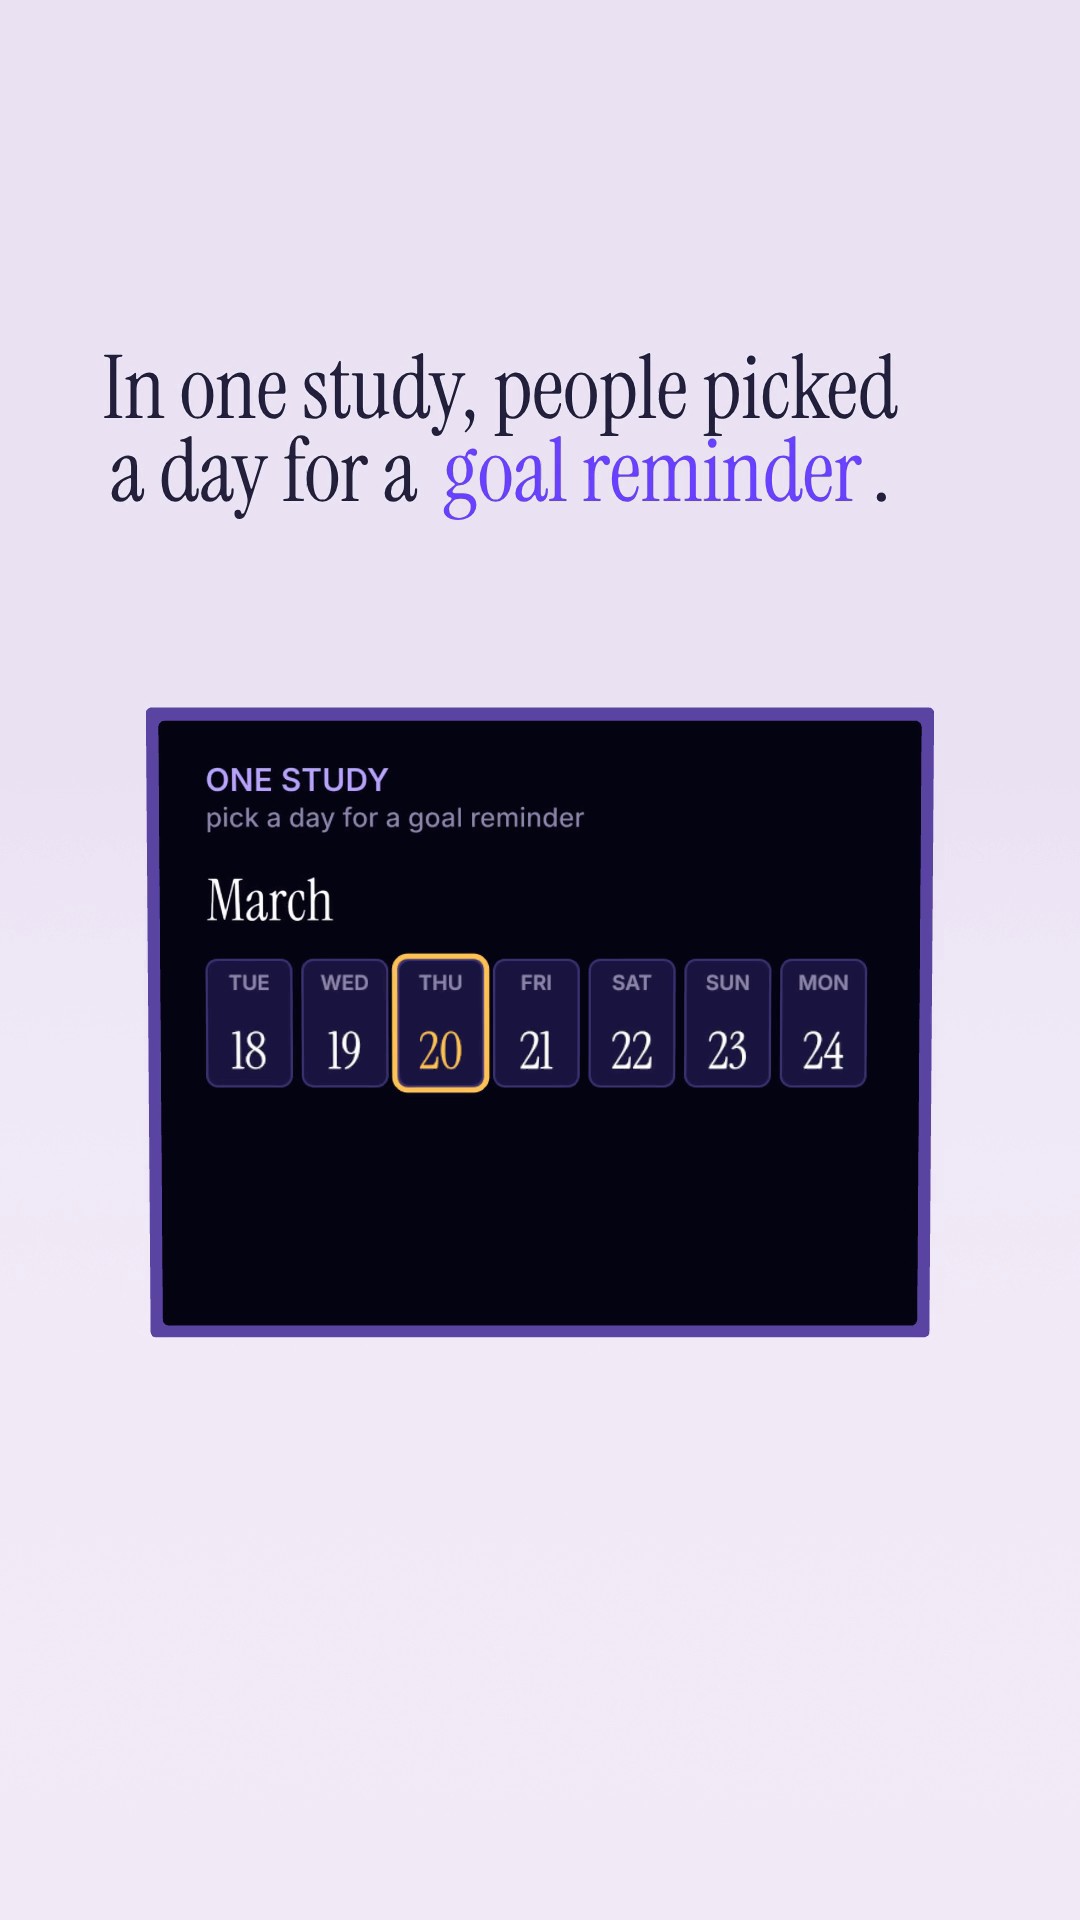 In one study, people picked
a day for a goal reminder.
ONE STUDY
pick a day for a goal reminder
March
TUE WED THU FRI SAT SUN MON
18 19 20 21 22 23 24